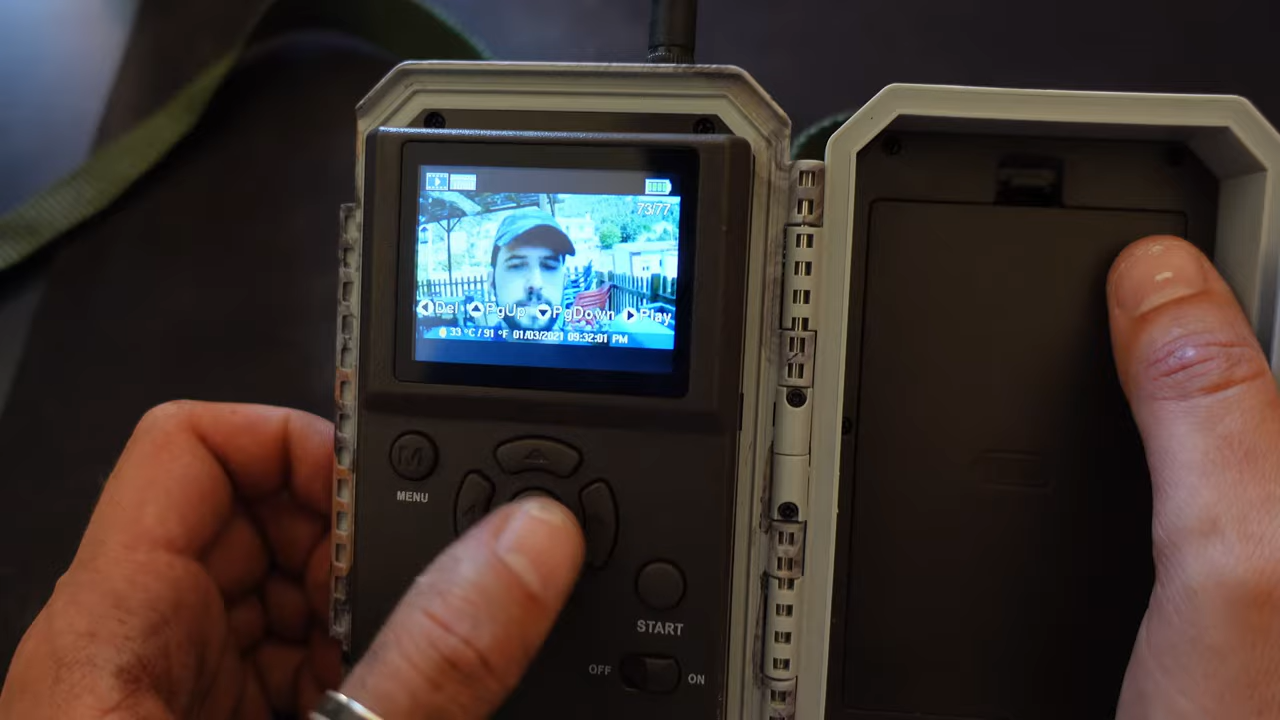 73/77
Del PgUp PgDown Play
33 °C / 91 °F 01/03/2021 09:32:01 PM
M
MENU
START
OFF ON